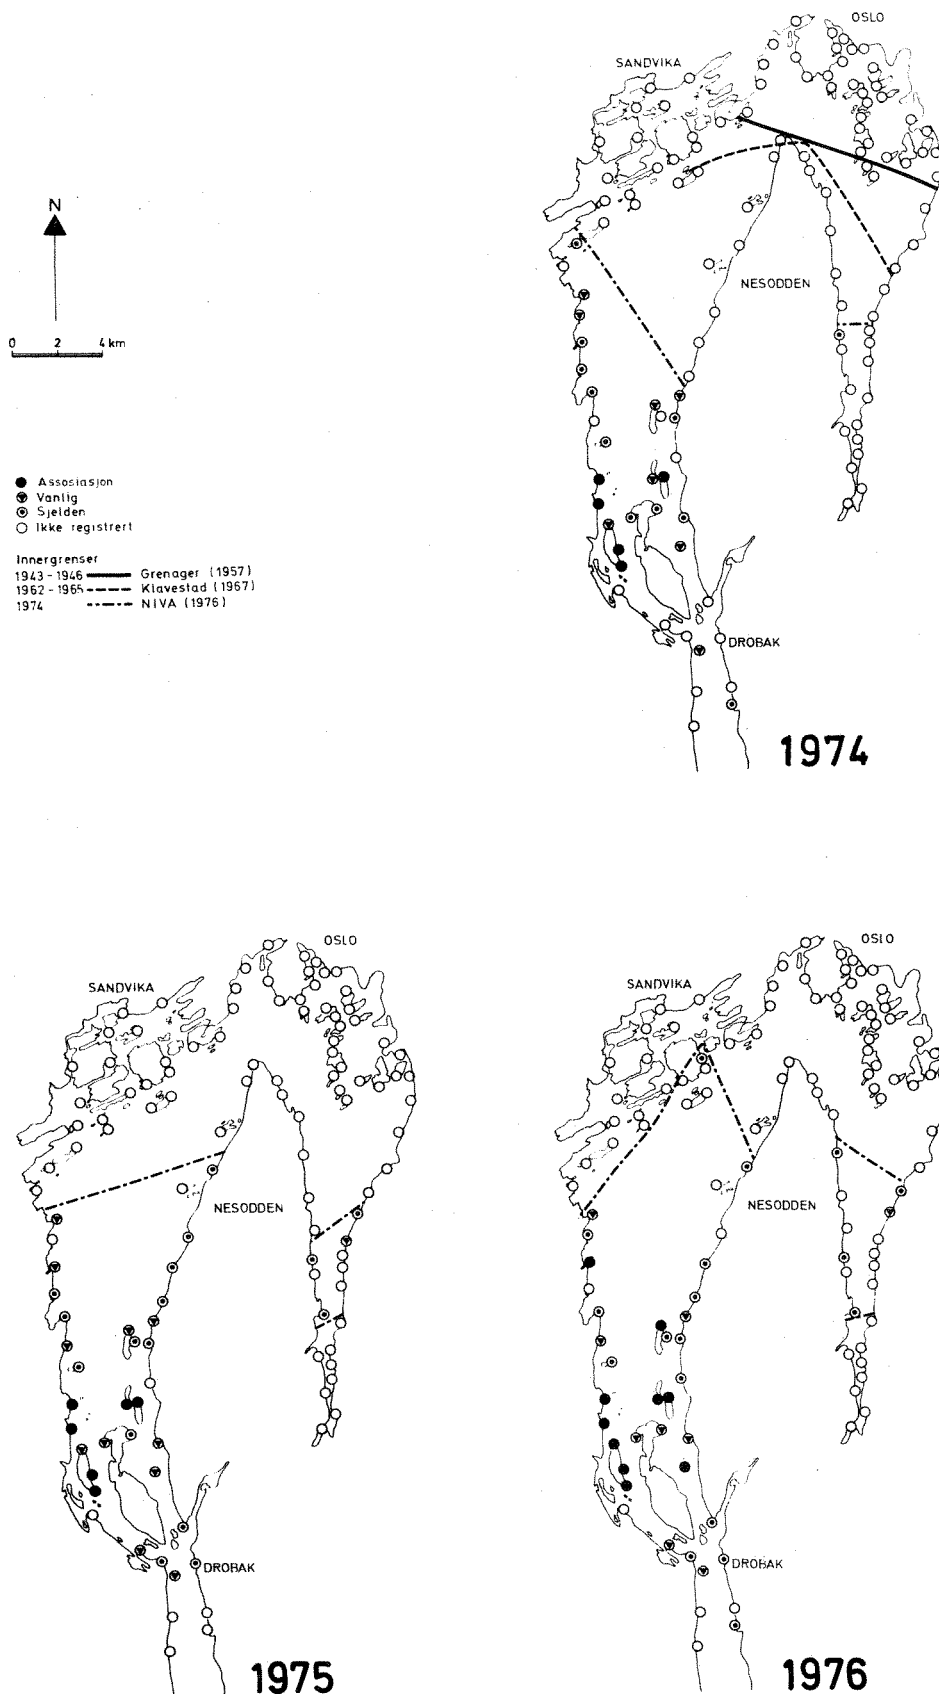 OSLO
SANDVIKA
N
NESODDEN
0 2 4 km
Assosiasjon
Vanlig
Sjelden
Ikke registrert
Innergrenser
1943 - 1946 Grenager (1957)
1962 - 1965 Klavestad (1967)
1974 NIVA (1976)
DRØBAK
1974
OSLO
SANDVIKA
NESODDEN
DRØBAK
1975
OSLO
SANDVIKA
NESODDEN
DRØBAK
1976